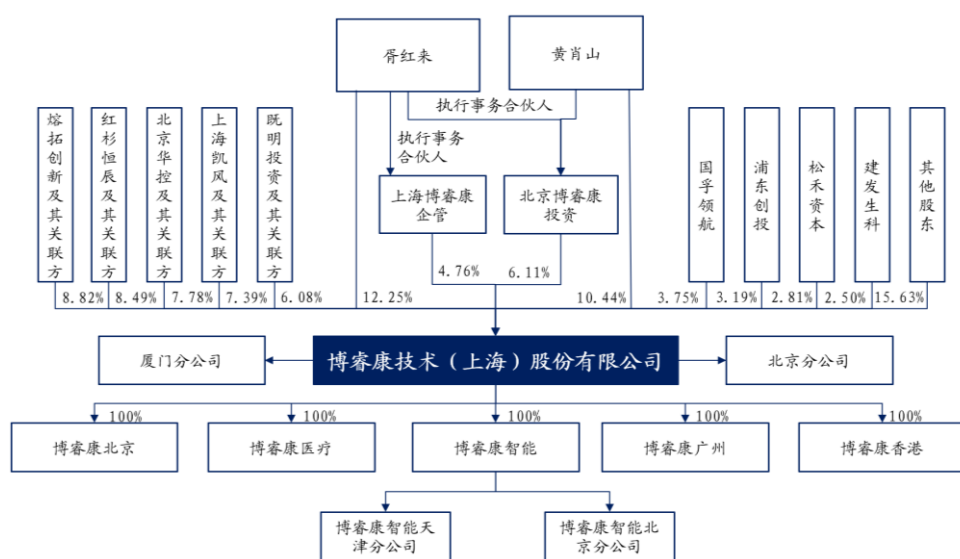 胥红来
黄肖山
执行事务合伙人
执行事务
合伙人
熔拓创新及其关联方
红杉恒辰及其关联方
北京华控及其关联方
上海凯风及其关联方
既明投资及其关联方
上海博睿康
企管
北京博睿康
投资
国孚领航
浦东创投
松禾资本
建发生科
其他股东
4.76%
6.11%
8.82%
8.49%
7.78%
7.39%
6.08%
12.25%
10.44%
3.75%
3.19%
2.81%
2.50%
15.63%
厦门分公司
博睿康技术（上海）股份有限公司
北京分公司
100%
100%
100%
100%
100%
博睿康北京
博睿康医疗
博睿康智能
博睿康广州
博睿康香港
博睿康智能天
津分公司
博睿康智能北
京分公司